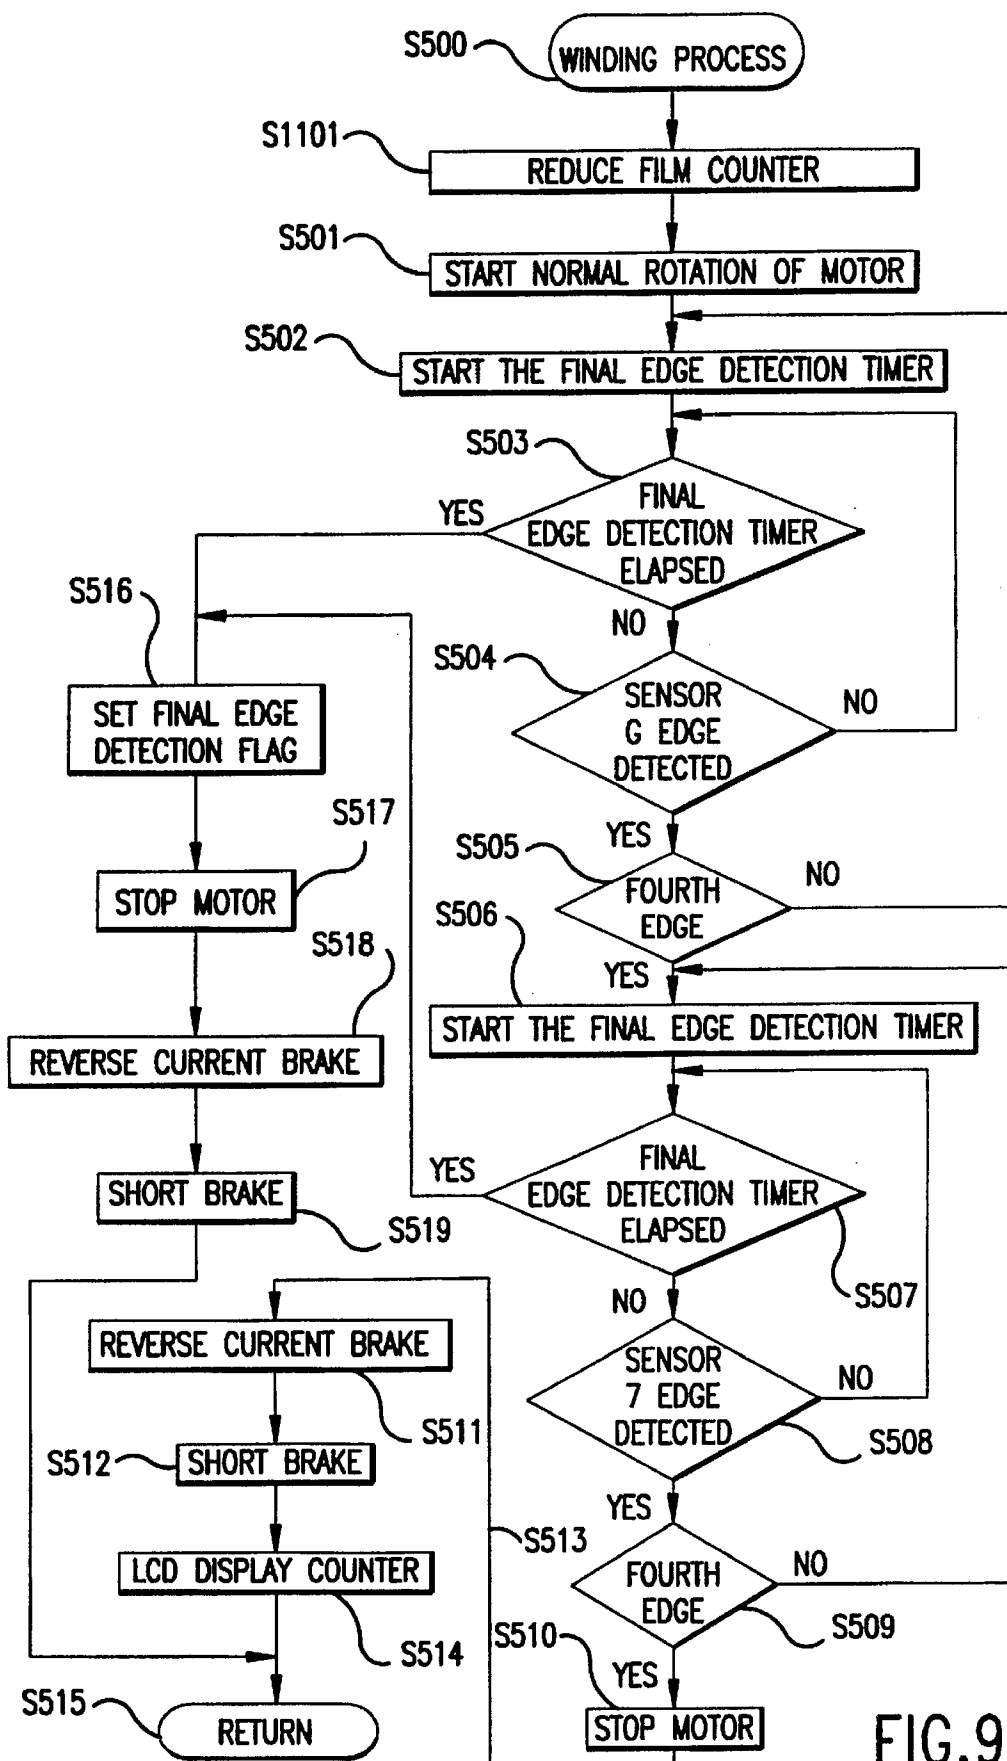 S500
WINDING PROCESS
S1101
REDUCE FILM COUNTER
S501
START NORMAL ROTATION OF MOTOR
S502
START THE FINAL EDGE DETECTION TIMER
S503
FINAL
EDGE DETECTION TIMER
ELAPSED
YES
NO
S504
SENSOR
G EDGE
DETECTED
NO
YES
S505
FOURTH
EDGE
NO
YES
S506
START THE FINAL EDGE DETECTION TIMER
FINAL
EDGE DETECTION TIMER
ELAPSED
YES
S507
NO
SENSOR
7 EDGE
DETECTED
NO
S508
YES
FOURTH
EDGE
NO
S509
S510
YES
STOP MOTOR
S516
SET FINAL EDGE
DETECTION FLAG
S517
STOP MOTOR
S518
REVERSE CURRENT BRAKE
SHORT BRAKE
S519
REVERSE CURRENT BRAKE
S511
S512
SHORT BRAKE
S513
LCD DISPLAY COUNTER
S514
S515
RETURN
FIG.9